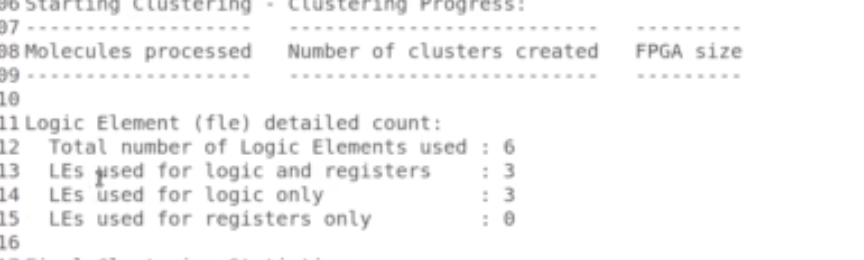 06 Starting Clustering - Clustering Progress:
07 -------------------   --------------------------   ---------
08 Molecules processed   Number of clusters created   FPGA size
09 -------------------   --------------------------   ---------
10
11 Logic Element (fle) detailed count:
12   Total number of Logic Elements used : 6
13   LEs used for logic and registers    : 3
14   LEs used for logic only             : 3
15   LEs used for registers only         : 0
16